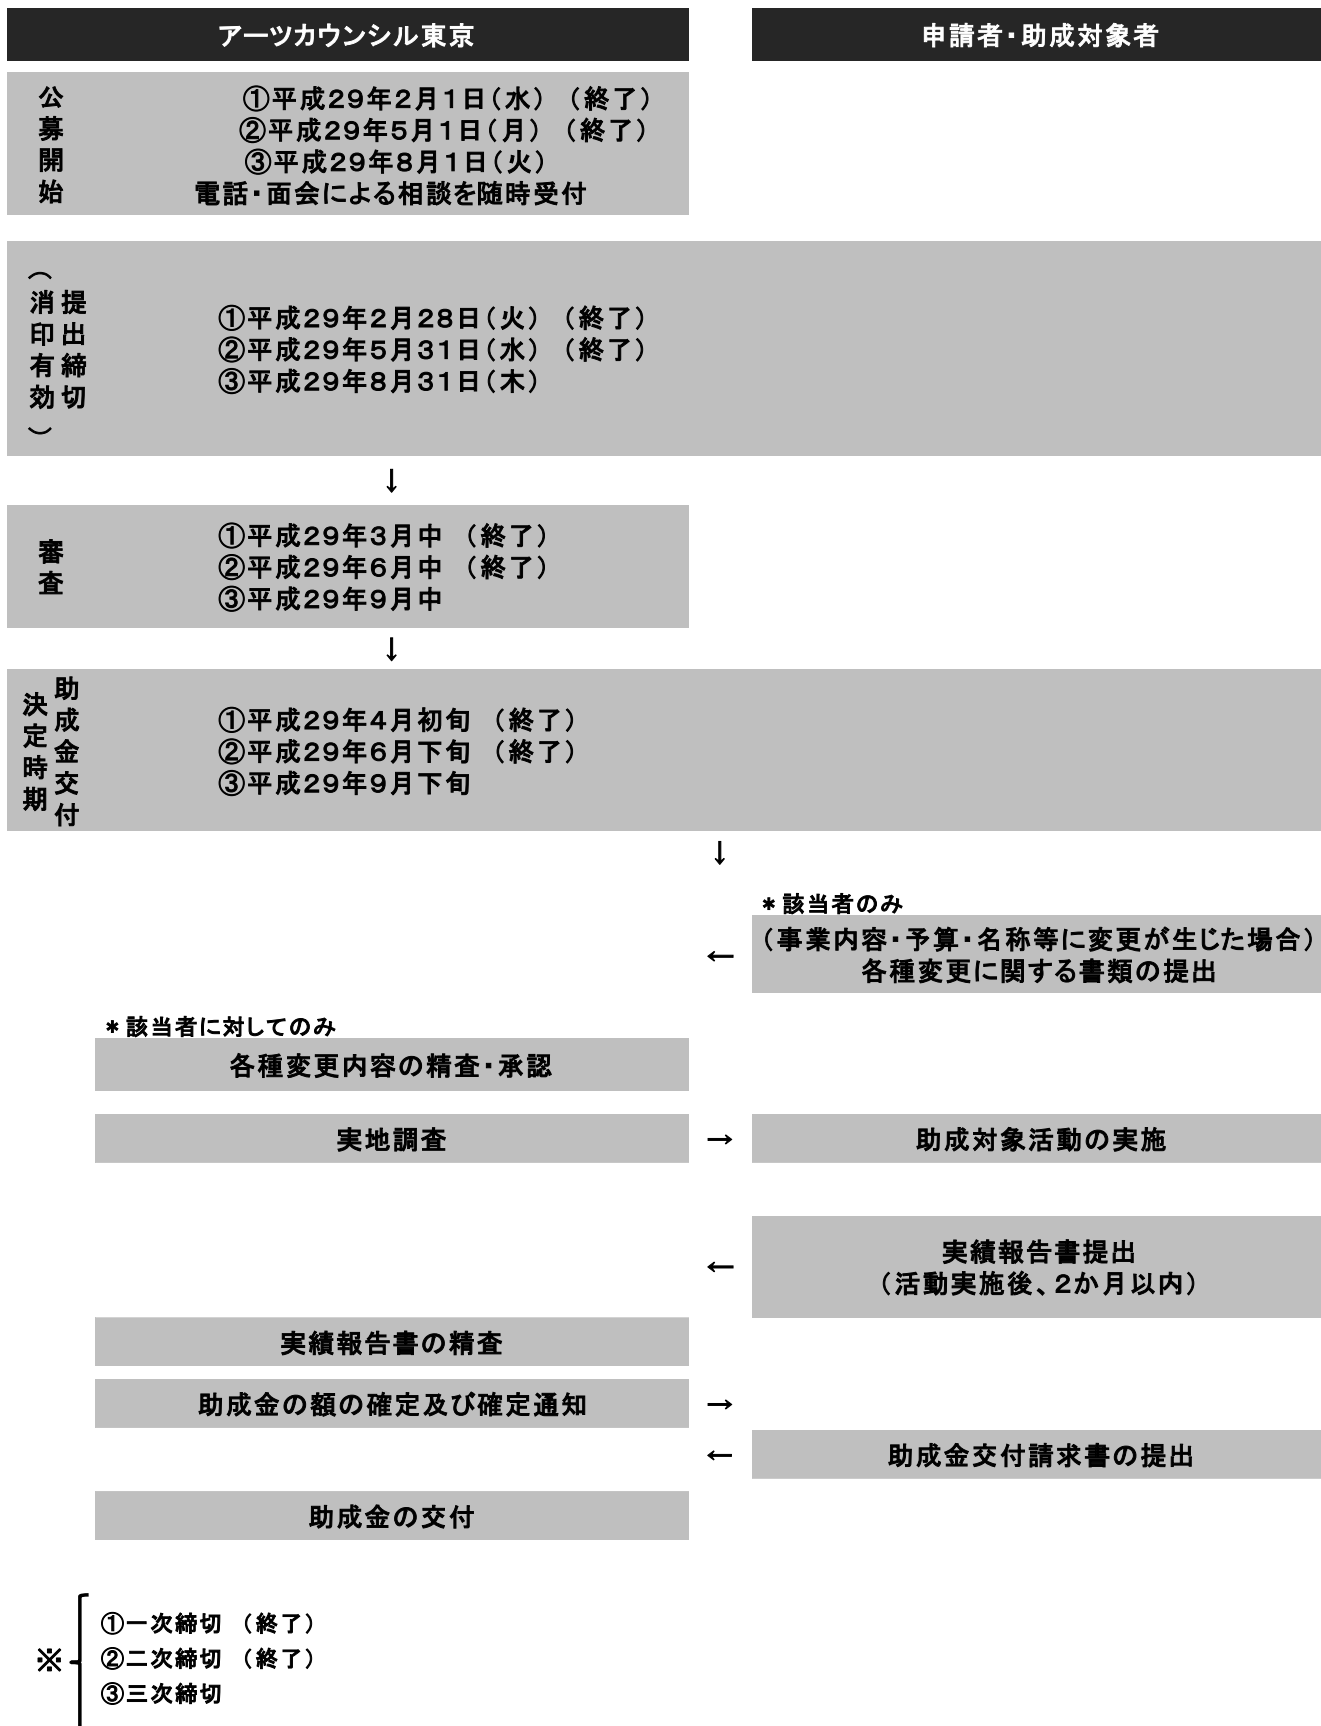 アーツカウンシル東京
申請者・助成対象者
公募開始
①平成29年2月1日（水）（終了）
②平成29年5月1日（月）（終了）
③平成29年8月1日（火）
電話・面会による相談を随時受付
提出締切
（消印有効）
①平成29年2月28日（火）（終了）
②平成29年5月31日（水）（終了）
③平成29年8月31日（木）
↓
審査
①平成29年3月中 （終了）
②平成29年6月中 （終了）
③平成29年9月中
↓
助成金交付
決定時期
①平成29年4月初旬 （終了）
②平成29年6月下旬 （終了）
③平成29年9月下旬
↓
＊該当者のみ
←
（事業内容・予算・名称等に変更が生じた場合）
各種変更に関する書類の提出
＊該当者に対してのみ
各種変更内容の精査・承認
実地調査
→
助成対象活動の実施
←
実績報告書提出
（活動実施後、2か月以内）
実績報告書の精査
助成金の額の確定及び確定通知
→
←
助成金交付請求書の提出
助成金の交付
※
①一次締切 （終了）
②二次締切 （終了）
③三次締切